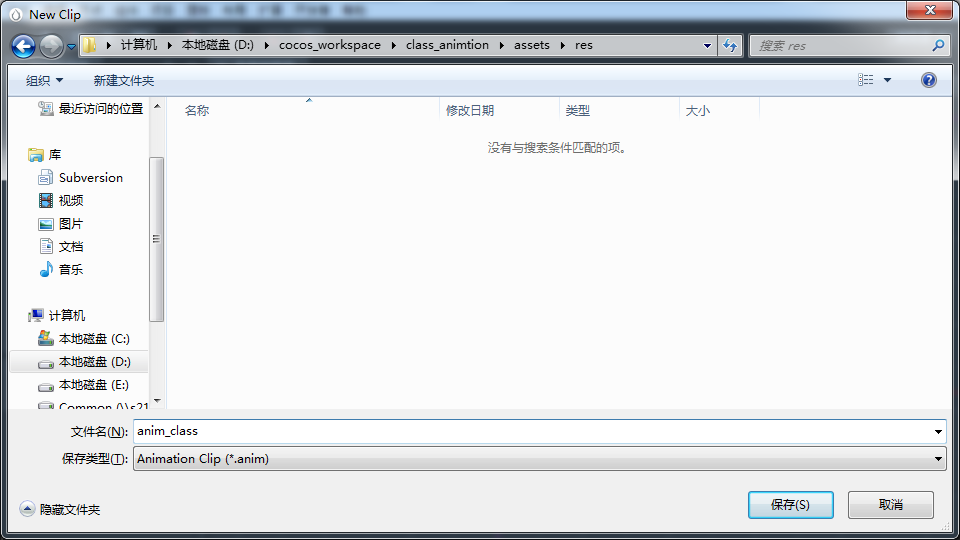 New Clip
计算机 本地磁盘 (D:) cocos_workspace class_animtion assets res
搜索 res
组织 新建文件夹
名称 修改日期 类型 大小
没有与搜索条件匹配的项。
最近访问的位置
库
Subversion
视频
图片
文档
音乐
计算机
本地磁盘 (C:)
本地磁盘 (D:)
本地磁盘 (E:)
Common (\\s21
文件名(N): anim_class
保存类型(T): Animation Clip (*.anim)
隐藏文件夹
保存(S) 取消